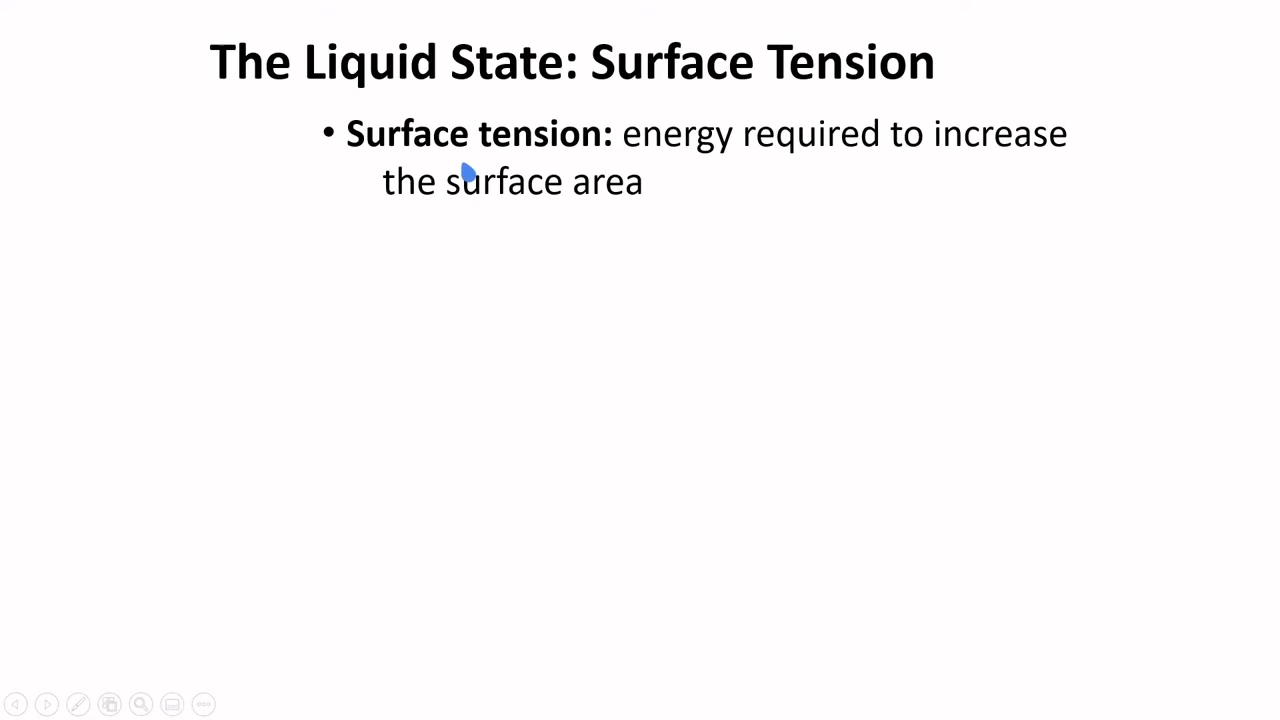 The Liquid State: Surface Tension
• Surface tension: energy required to increase
the surface area